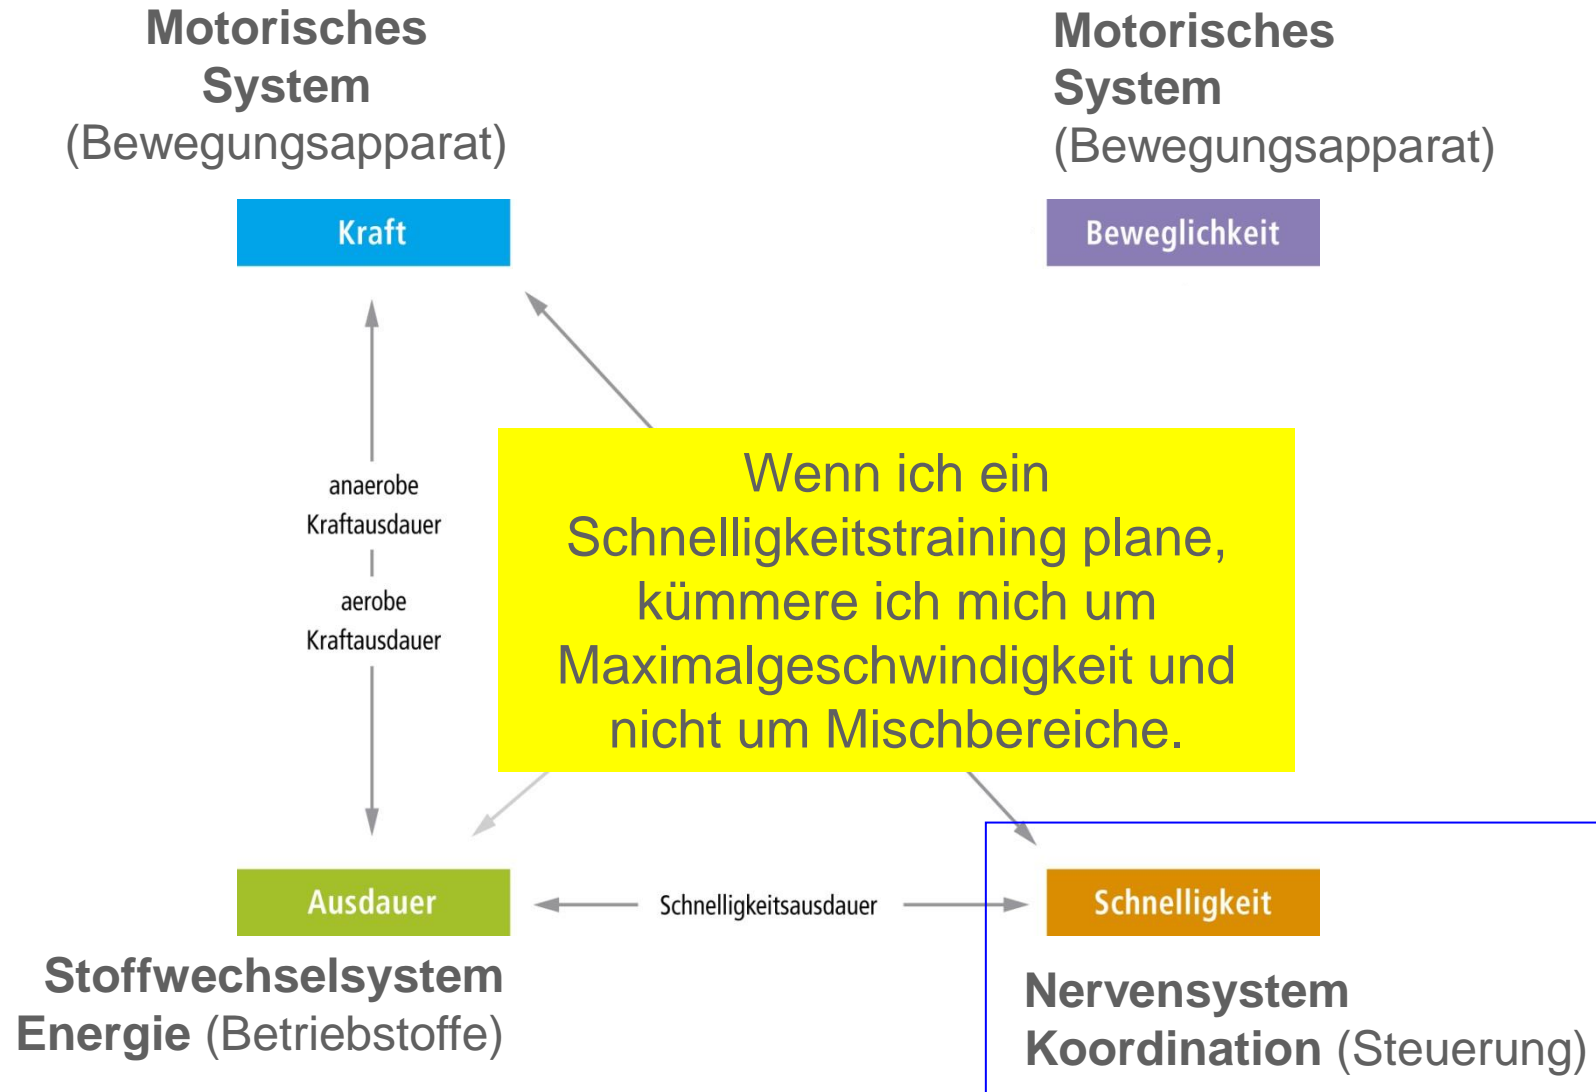 Motorisches
System
(Bewegungsapparat)
Motorisches
System
(Bewegungsapparat)
Kraft
Beweglichkeit
anaerobe
Kraftausdauer
aerobe
Kraftausdauer
Wenn ich ein
Schnelligkeitstraining plane,
kümmere ich mich um
Maximalgeschwindigkeit und
nicht um Mischbereiche.
Ausdauer
Schnelligkeitsausdauer
Schnelligkeit
Stoffwechselsystem
Energie (Betriebstoffe)
Nervensystem
Koordination (Steuerung)